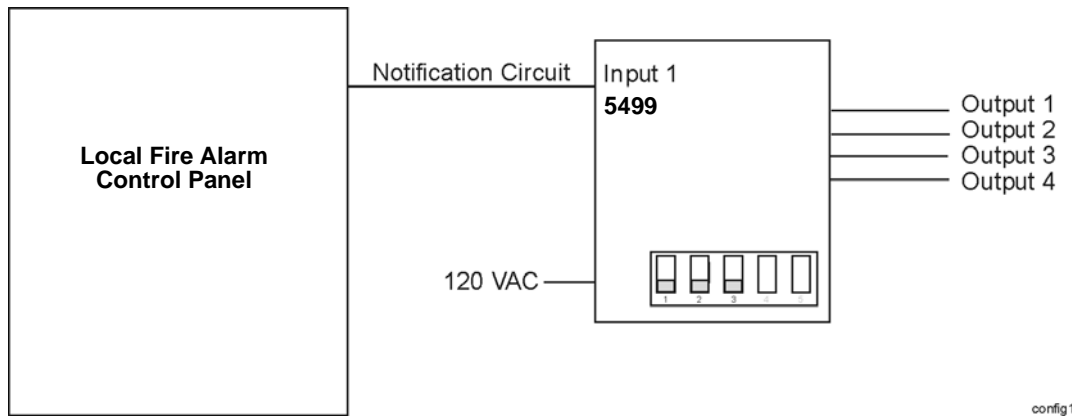 Notification Circuit
Input 1
5499
Output 1
Output 2
Output 3
Output 4
Local Fire Alarm
Control Panel
120 VAC
1 2 3 4 5
config1